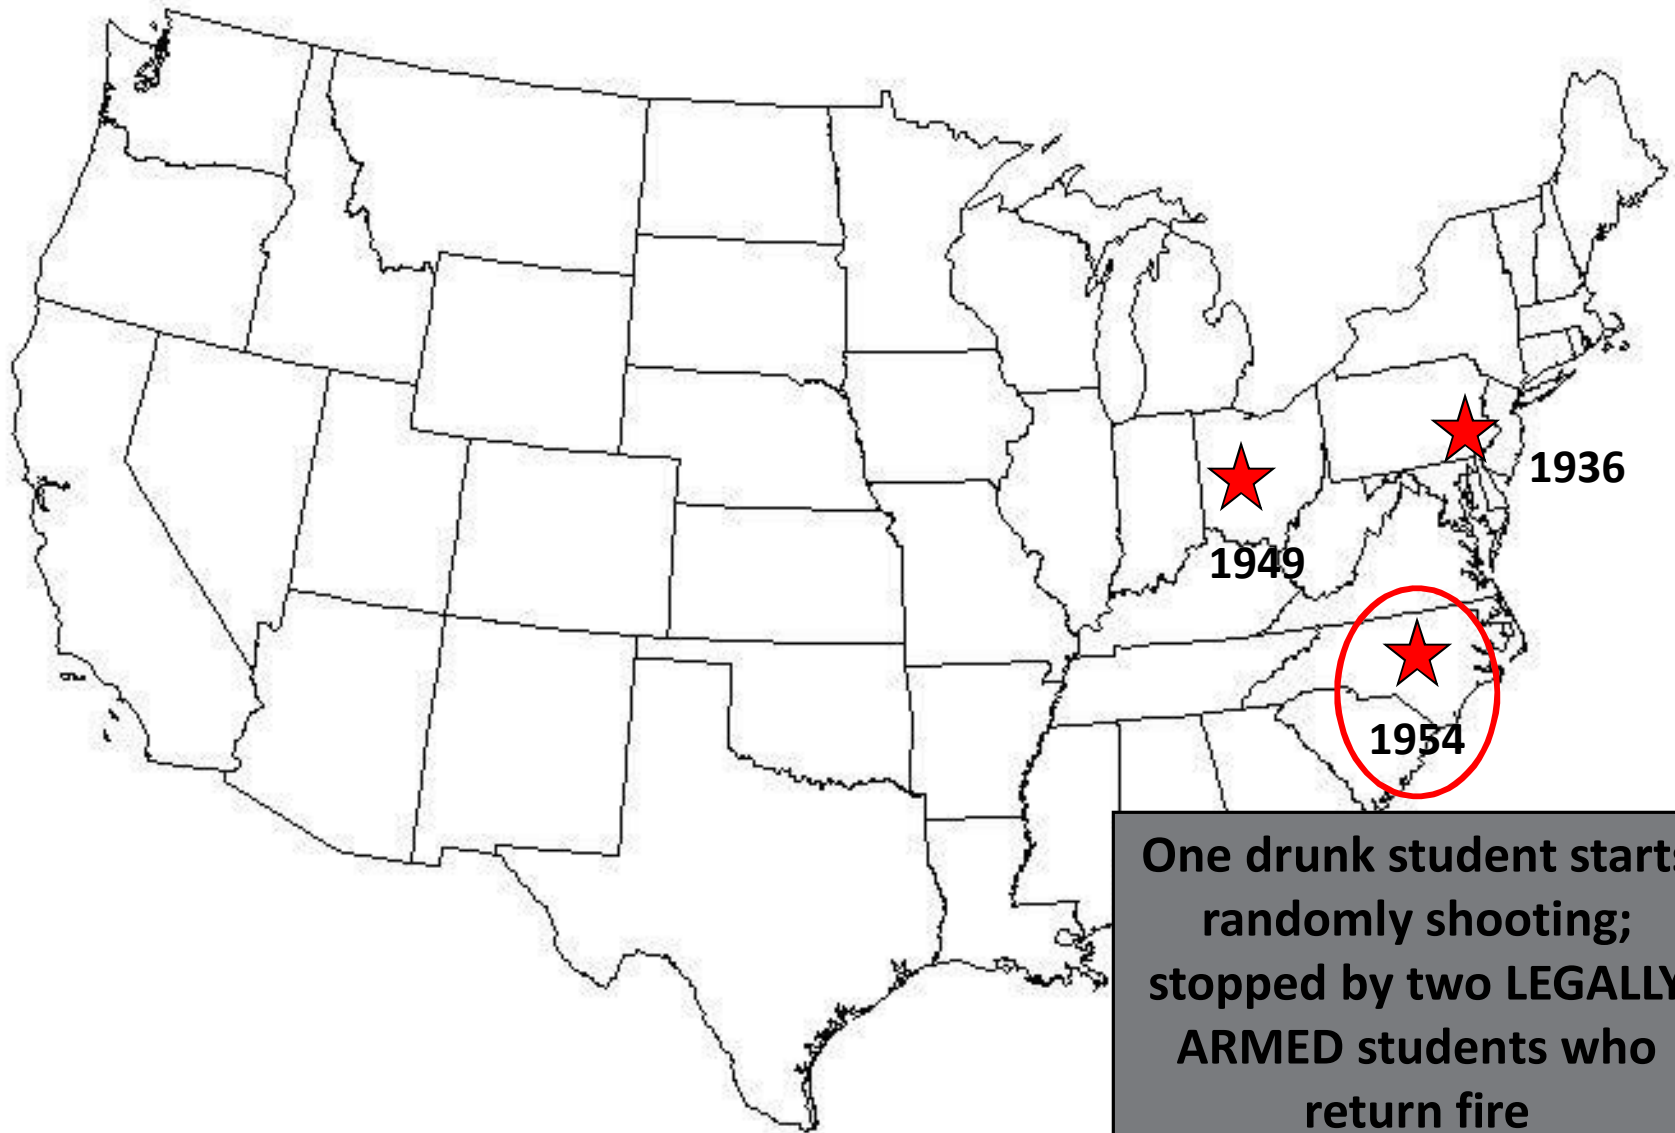 1936
1949
1954
One drunk student starts
randomly shooting;
stopped by two LEGALLY
ARMED students who
return fire